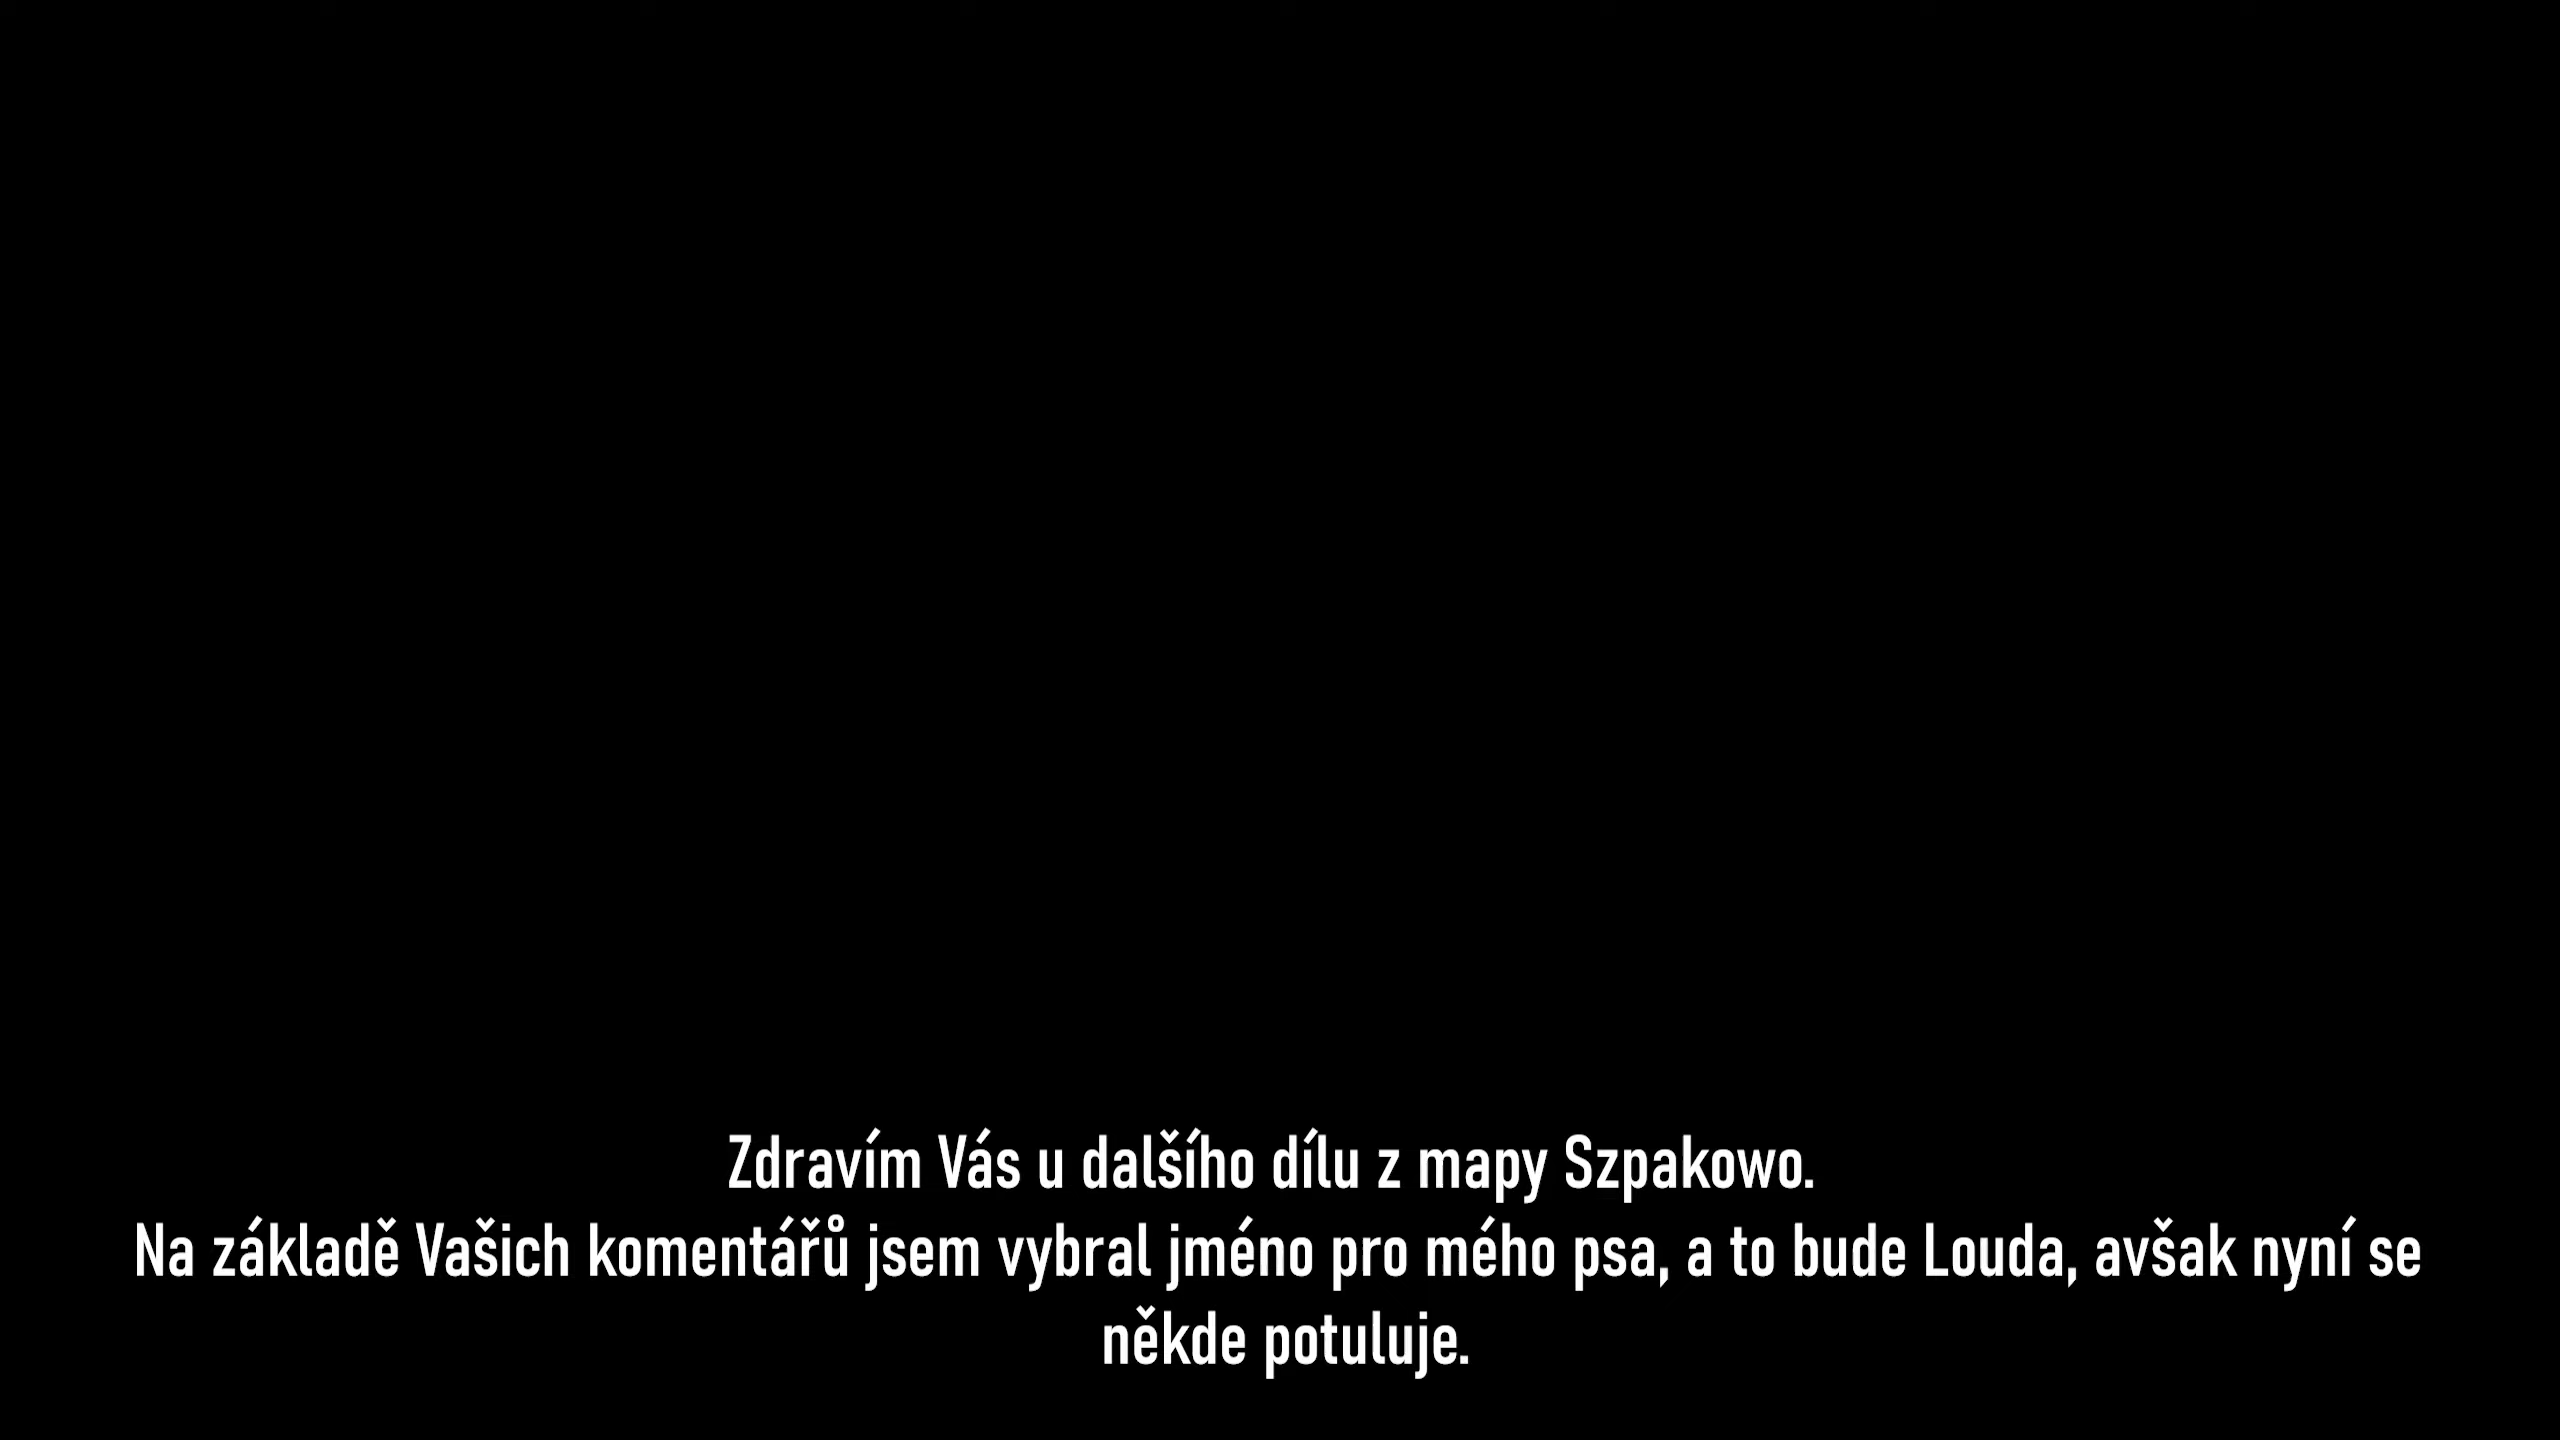 Zdravím Vás u dalšího dílu z mapy Szpakowo.
Na základě Vašich komentářů jsem vybral jméno pro mého psa, a to bude Louda, avšak nyní se
někde potuluje.